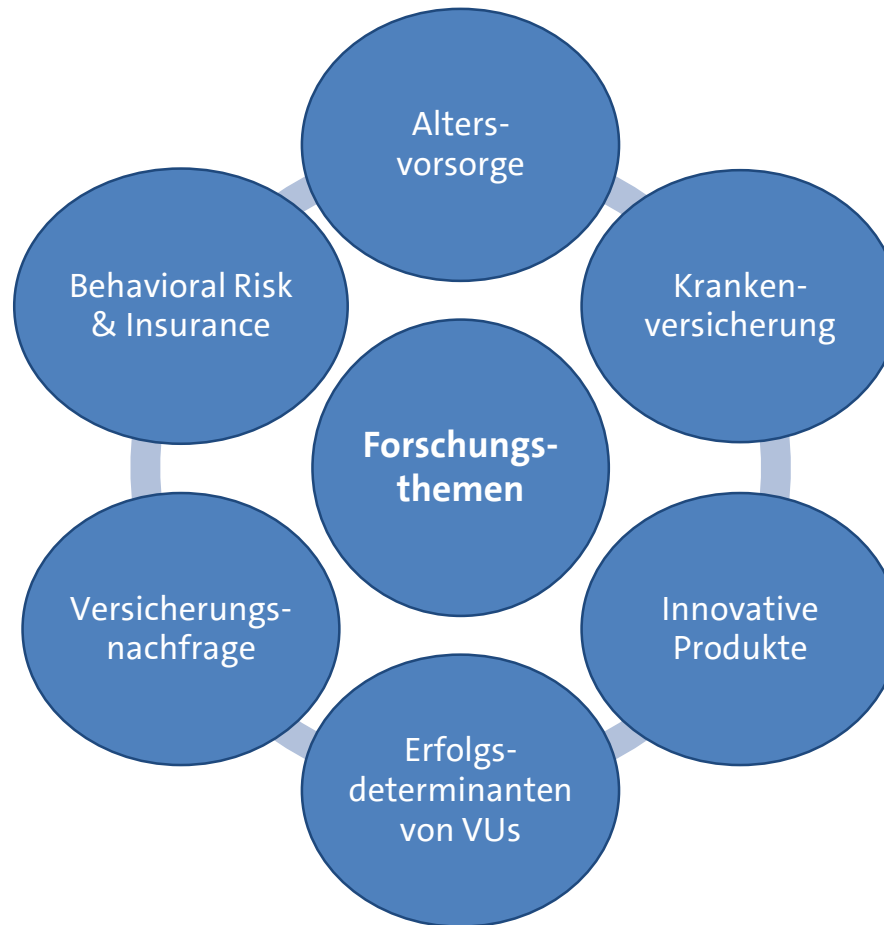 Alters-
vorsorge
Behavioral Risk
& Insurance
Kranken-
versicherung
Forschungs-
themen
Versicherungs-
nachfrage
Innovative
Produkte
Erfolgs-
determinanten
von VUs